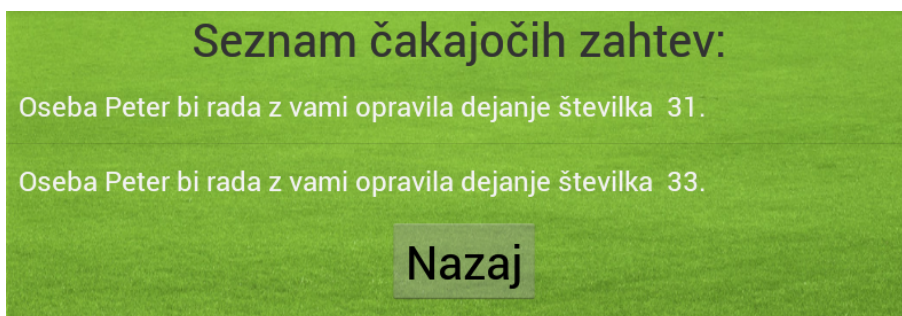 Seznam čakajočih zahtev:
Oseba Peter bi rada z vami opravila dejanje številka  31.
Oseba Peter bi rada z vami opravila dejanje številka  33.
Nazaj